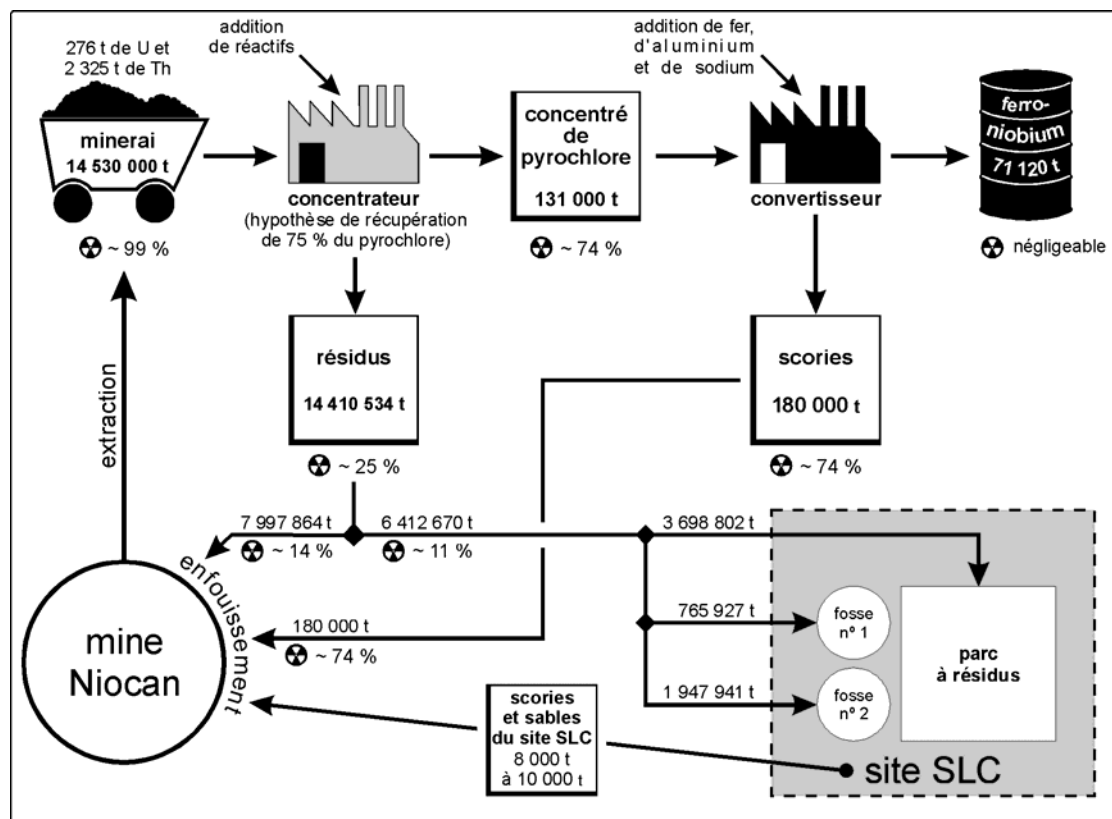 276 t de U et
2 325 t de Th
minerai
14 530 000 t
~ 99 %
addition
de réactifs
concentrateur
(hypothèse de récupération
de 75 % du pyrochlore)
concentré
de
pyrochlore
131 000 t
~ 74 %
addition de fer,
d'aluminium
et de sodium
convertisseur
ferro-
niobium
71 120 t
négligeable
extraction
résidus
14 410 534 t
~ 25 %
scories
180 000 t
~ 74 %
7 997 864 t
~ 14 %
6 412 670 t
~ 11 %
3 698 802 t
enfouissement
mine
Niocan
180 000 t
~ 74 %
765 927 t
fosse
nº 1
1 947 941 t
fosse
nº 2
parc
à résidus
scories
et sables
du site SLC
8 000 t
à 10 000 t
site SLC